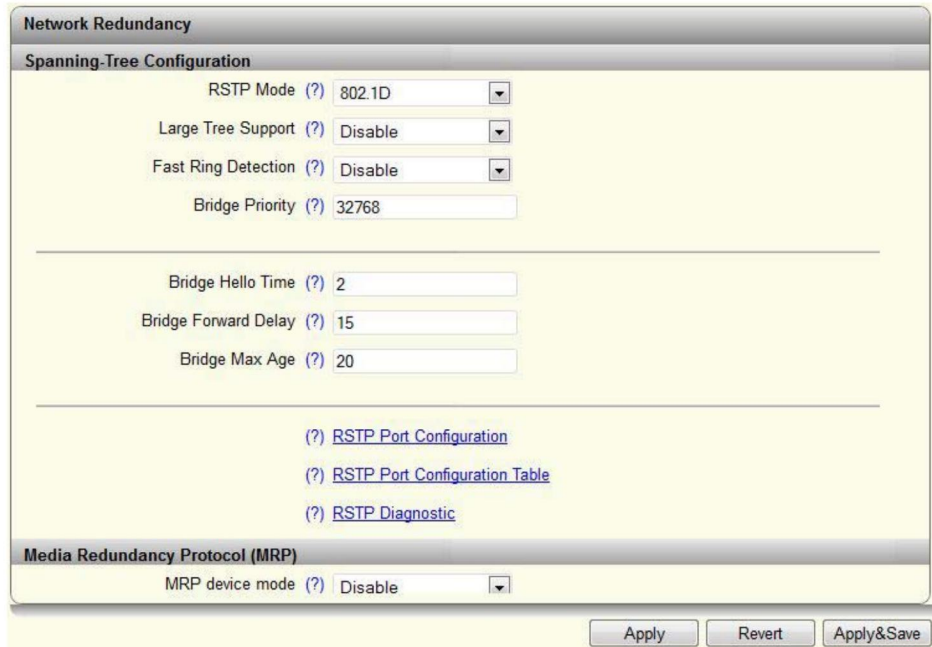 Network Redundancy
Spanning-Tree Configuration
RSTP Mode (?) 802.1D
Large Tree Support (?) Disable
Fast Ring Detection (?) Disable
Bridge Priority (?) 32768
Bridge Hello Time (?) 2
Bridge Forward Delay (?) 15
Bridge Max Age (?) 20
(?) RSTP Port Configuration
(?) RSTP Port Configuration Table
(?) RSTP Diagnostic
Media Redundancy Protocol (MRP)
MRP device mode (?) Disable
Apply Revert Apply&Save